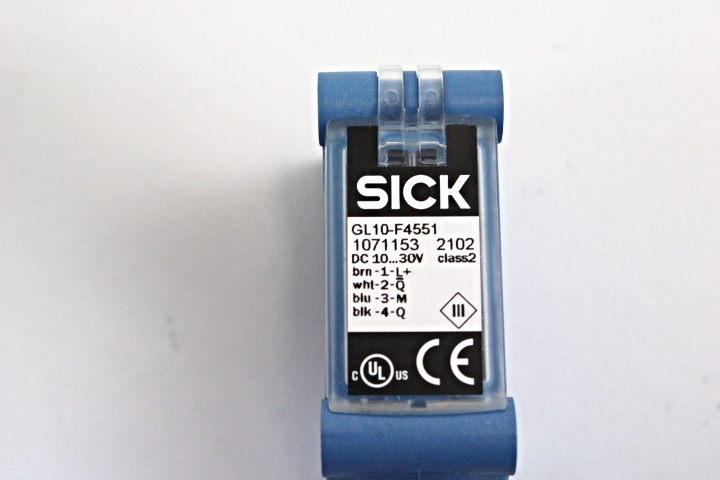 SICK
GL10-F4551
1071153 2102
DC 10...30V class2
brn-1-L+
wht-2-Q̅
blu-3-M
blk-4-Q
III
C UL US CE